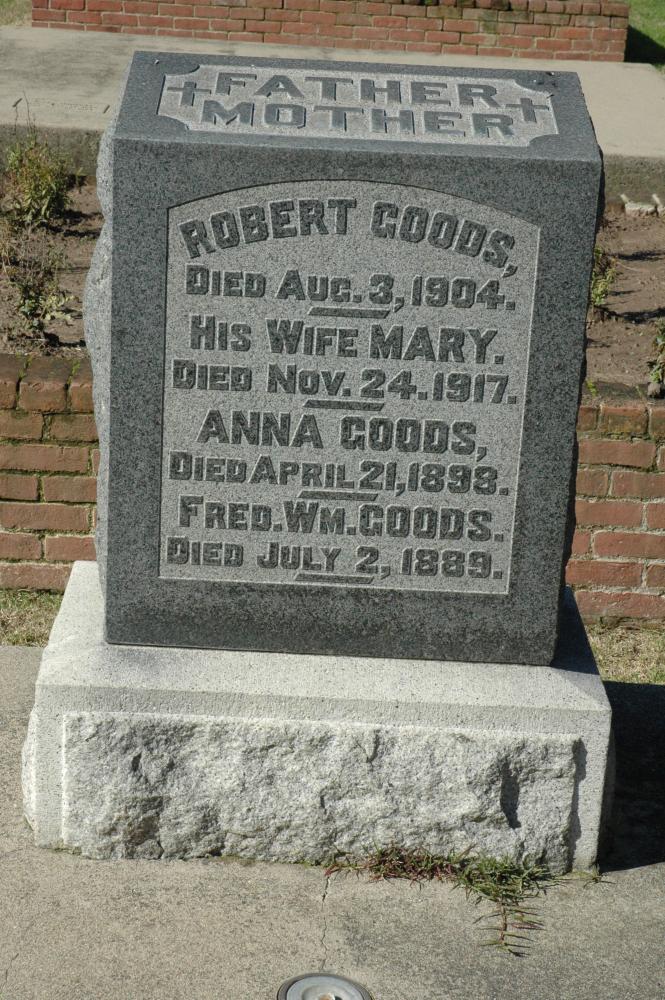 FATHER
MOTHER
ROBERT GOODS,
DIED AUG. 3, 1904.
HIS WIFE MARY.
DIED NOV. 24. 1917.
ANNA GOODS,
DIED APRIL 21, 1898.
FRED. WM. GOODS.
DIED JULY 2, 1889.